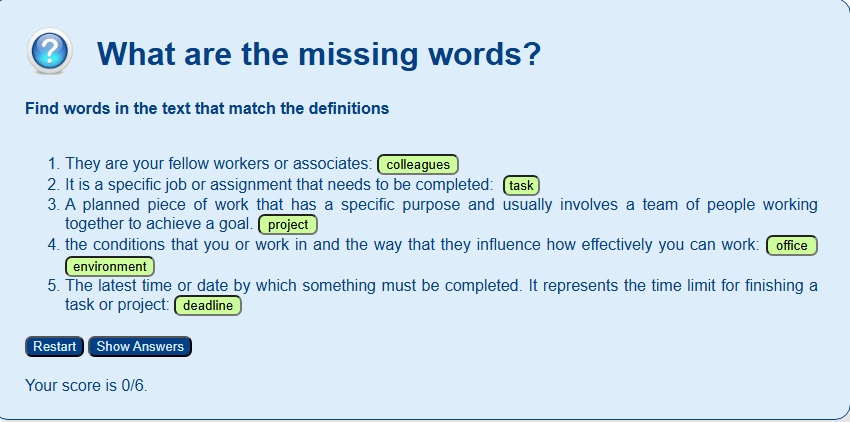 What are the missing words?
Find words in the text that match the definitions
1. They are your fellow workers or associates: colleagues
2. It is a specific job or assignment that needs to be completed: task
3. A planned piece of work that has a specific purpose and usually involves a team of people working
together to achieve a goal. project
4. the conditions that you or work in and the way that they influence how effectively you can work: office
environment
5. The latest time or date by which something must be completed. It represents the time limit for finishing a
task or project: deadline
Restart Show Answers
Your score is 0/6.